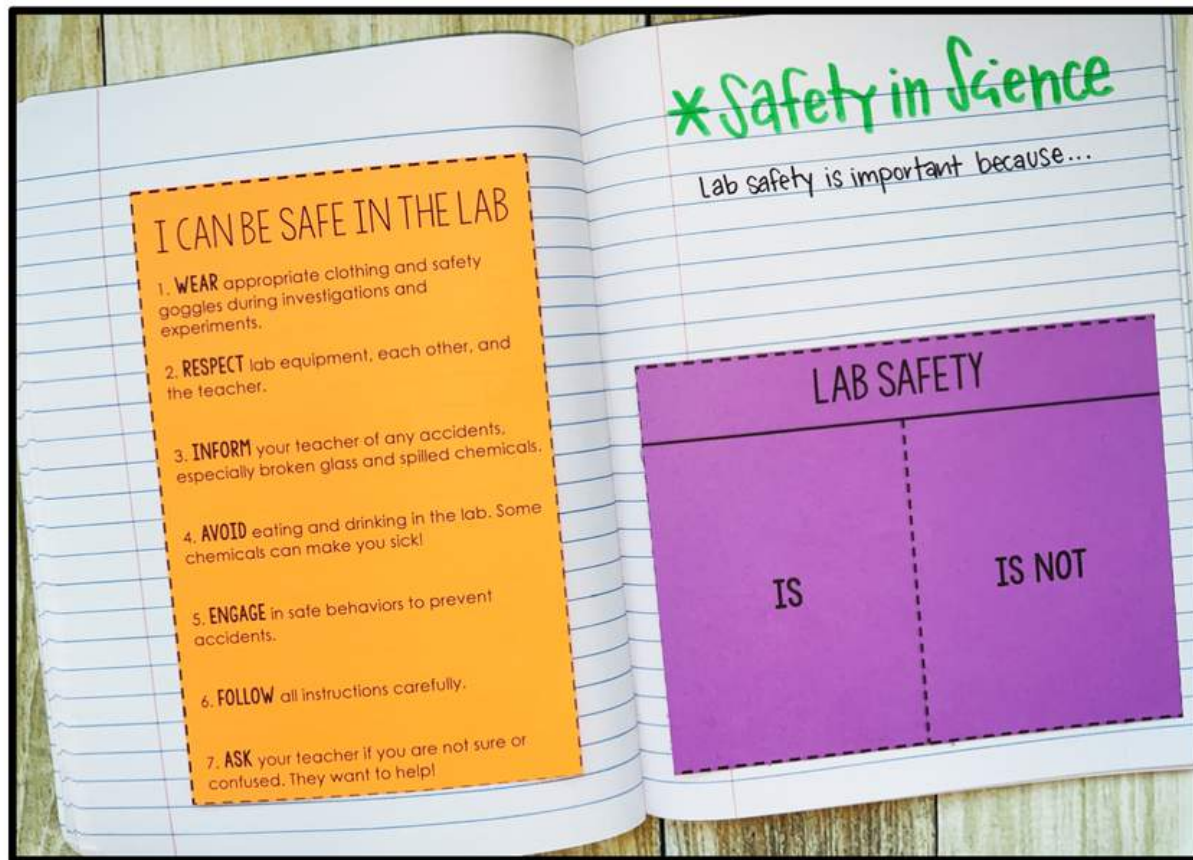 I CAN BE SAFE IN THE LAB
1. WEAR appropriate clothing and safety
goggles during investigations and
experiments.
2. RESPECT lab equipment, each other, and
the teacher.
3. INFORM your teacher of any accidents,
especially broken glass and spilled chemicals.
4. AVOID eating and drinking in the lab. Some
chemicals can make you sick!
5. ENGAGE in safe behaviors to prevent
accidents.
6. FOLLOW all instructions carefully.
7. ASK your teacher if you are not sure or
confused. They want to help!
*Safety in Science
Lab safety is important because...
LAB SAFETY
IS
IS NOT